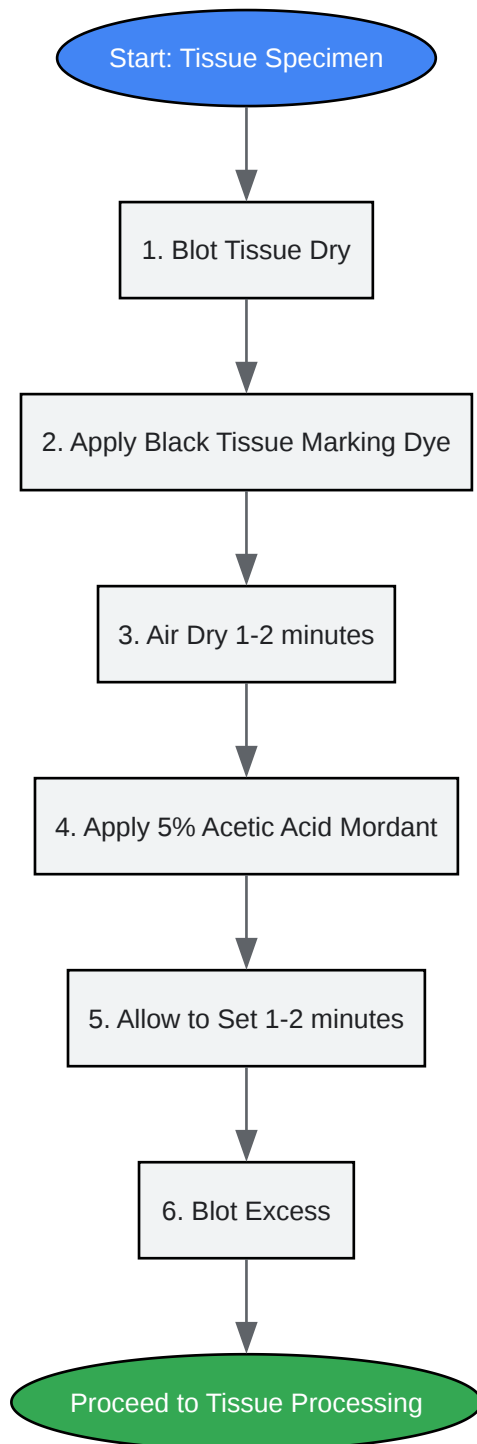 Start: Tissue Specimen
1. Blot Tissue Dry
2. Apply Black Tissue Marking Dye
3. Air Dry 1-2 minutes
4. Apply 5% Acetic Acid Mordant
5. Allow to Set 1-2 minutes
6. Blot Excess
Proceed to Tissue Processing